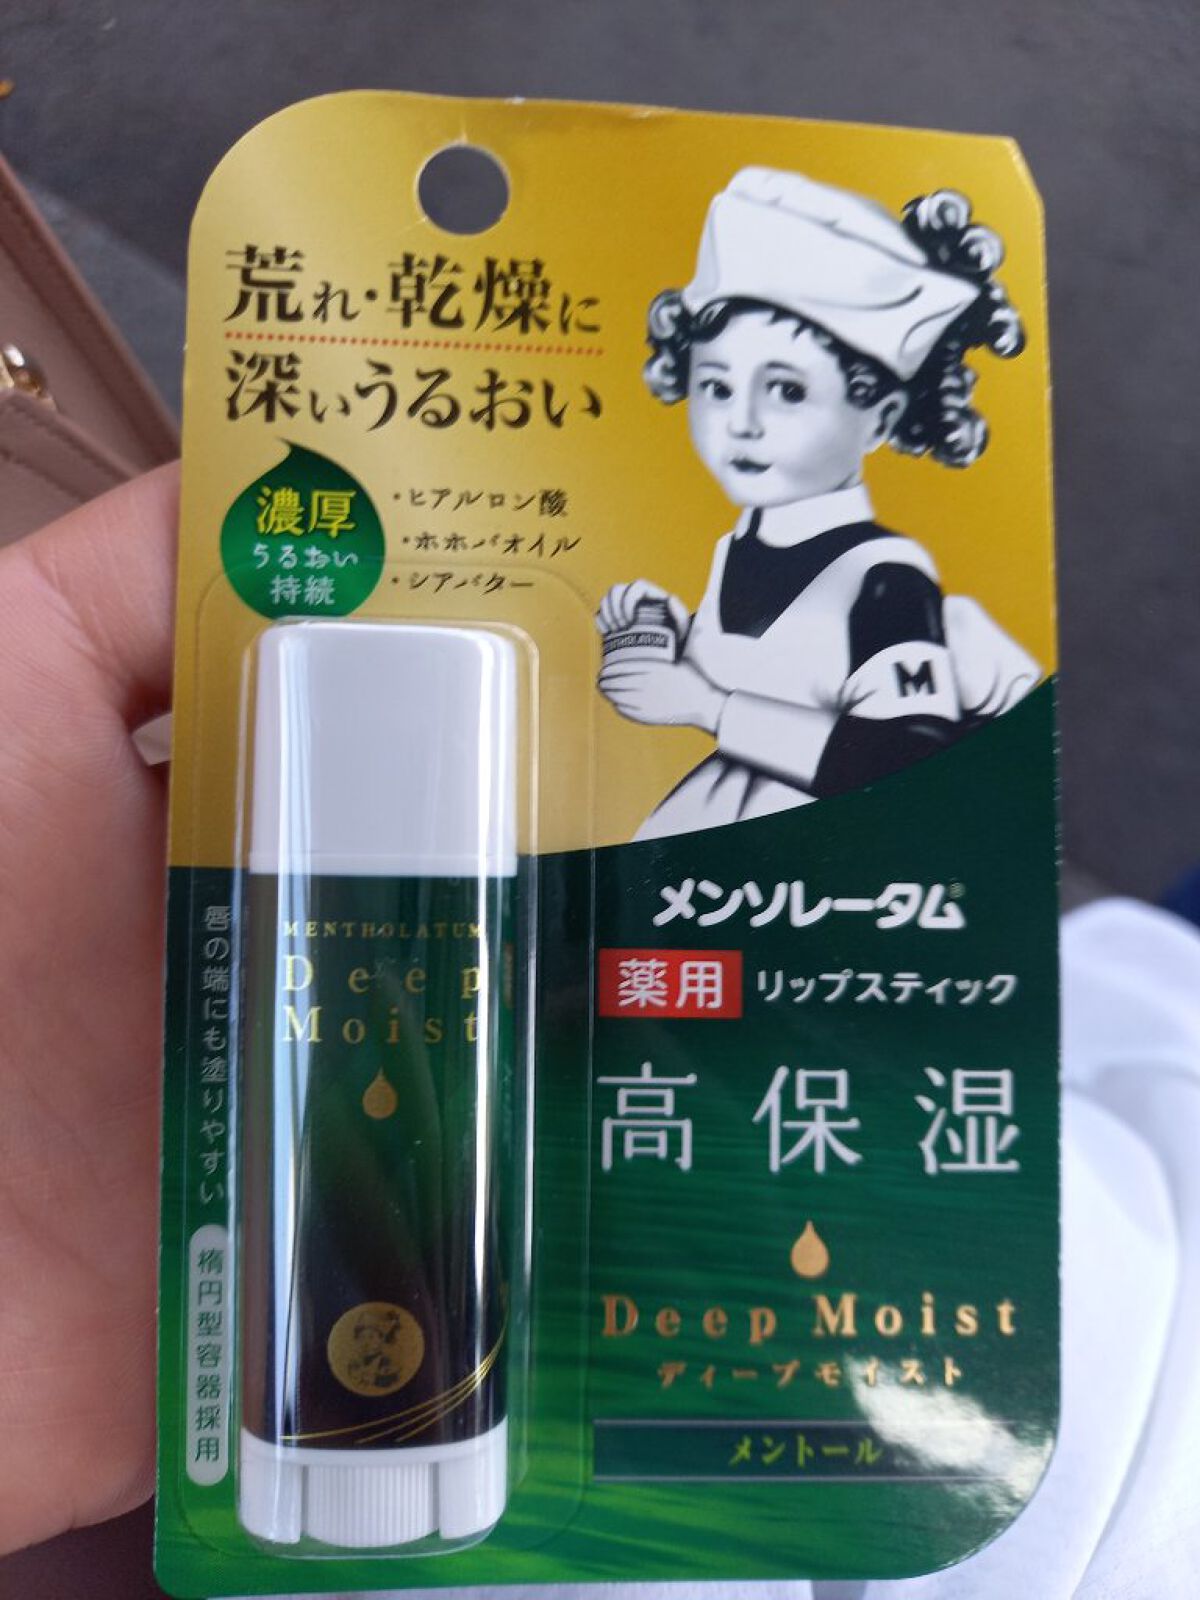 荒れ・乾燥に
深いうるおい
濃厚
うるおい
持続
・ヒアルロン酸
・ホホバオイル
・シアバター
MENTHOLATUM
M
メンソレータム®
薬用 リップスティック
高保湿
Deep Moist
ディープモイスト
メントール
MENTHOLATUM
Deep
Moist
唇の端にも塗りやすい
楕円型容器採用